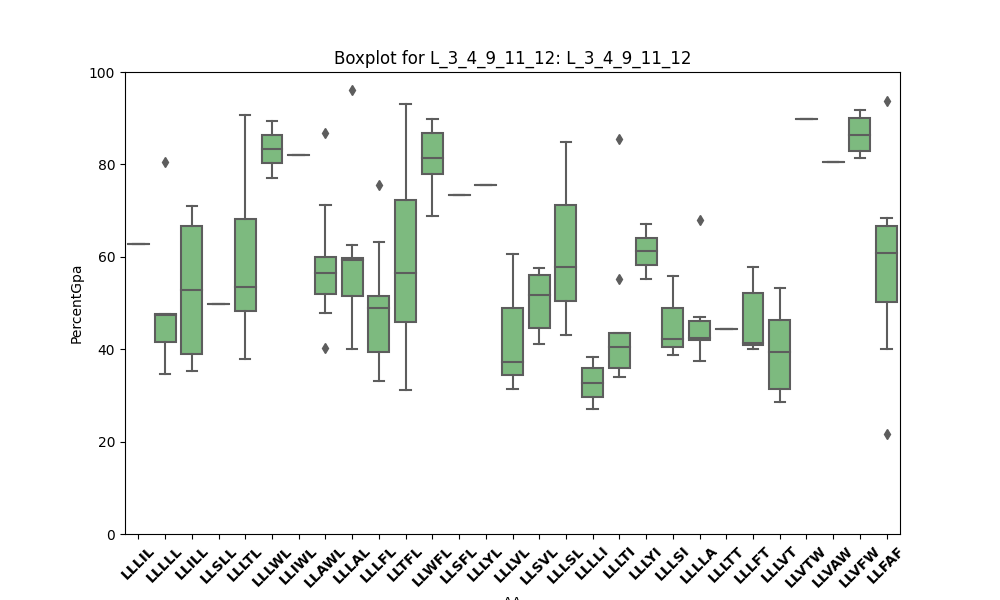 Boxplot for L_3_4_9_11_12: L_3_4_9_11_12
PercentGpa
100
80
60
40
20
0
LLLIL
LLLLL
LLILL
LLSLL
LLLTL
LLLWL
LLIWL
LLAWL
LLLAL
LLLFL
LLTFL
LLWFL
LLSFL
LLLYL
LLLVL
LLSVL
LLLSL
LLLLI
LLLTI
LLLYI
LLLSI
LLLLA
LLLTT
LLLFT
LLLVT
LLVTW
LLVAW
LLVFW
LLFAF
AA